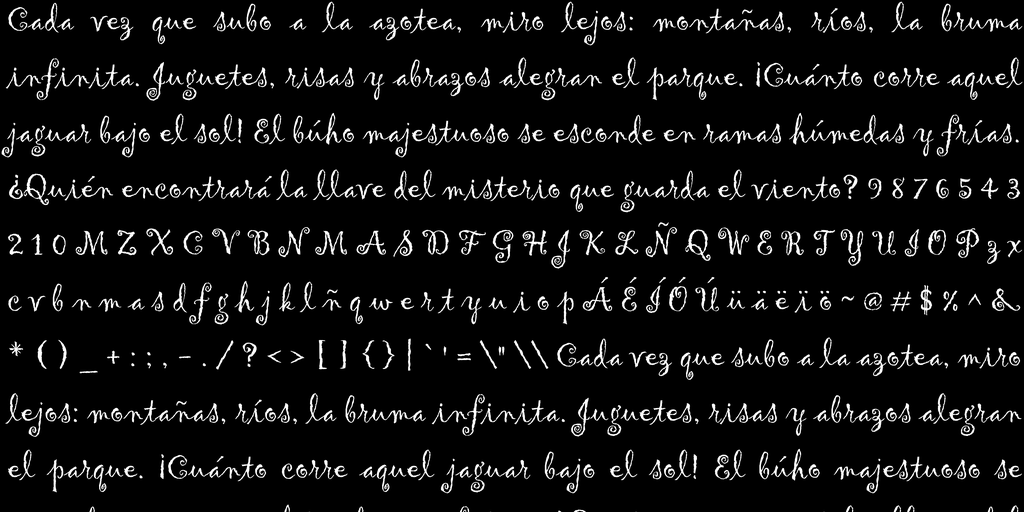 Cada vez que subo a la azotea, miro lejos: montañas, ríos, la bruma
infinita. Juguetes, risas y abrazos alegran el parque. ¡Cuánto corre aquel
jaguar bajo el sol! El búho majestuoso se esconde en ramas húmedas y frías.
¿Quién encontrará la llave del misterio que guarda el viento? 9 8 7 6 5 4 3
2 1 0 M Z X C V B N M A S D F G H J K L Ñ Q W E R T Y U I O P z x
c v b n m a s d f g h j k l ñ q w e r t y u i o p Á É Í Ó Ú ü ä ë ï ö ~ @ # $ % ^ &
* ( ) _ + : ; , - . / ? < > [ ] { } | ` ' = \" \\ Cada vez que subo a la azotea, miro
lejos: montañas, ríos, la bruma infinita. Juguetes, risas y abrazos alegran
el parque. ¡Cuánto corre aquel jaguar bajo el sol! El búho majestuoso se